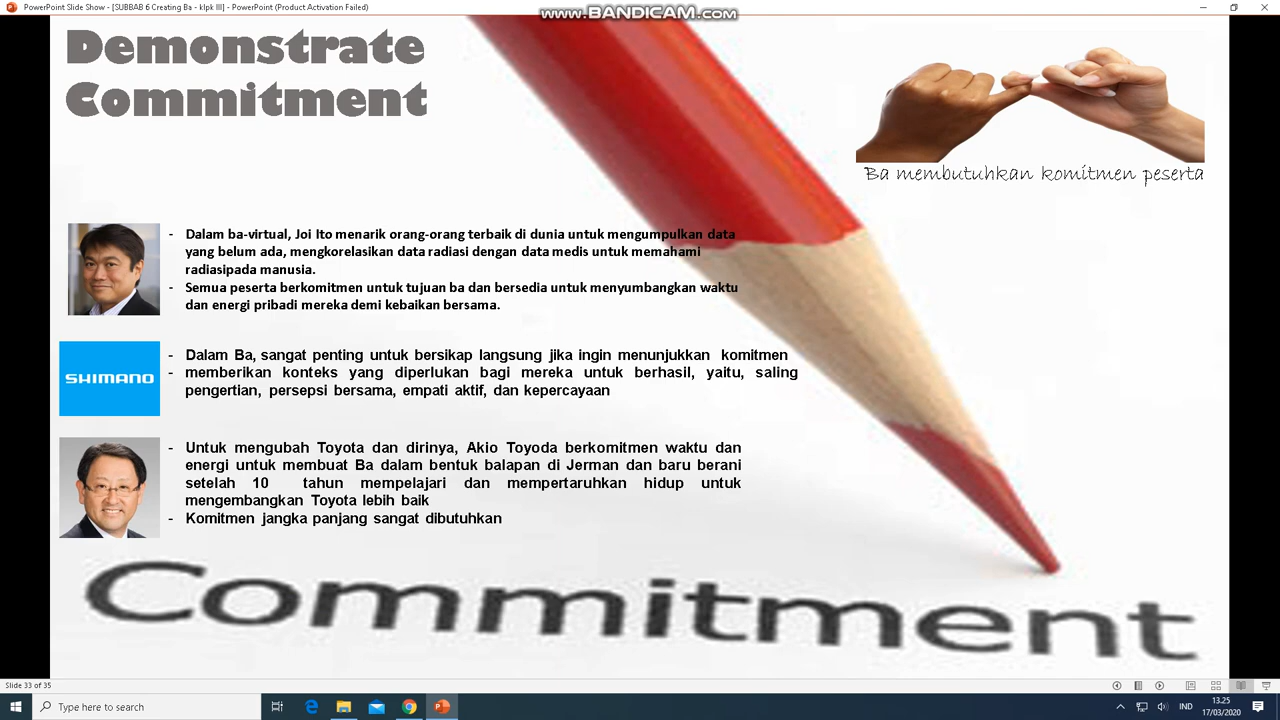 PowerPoint Slide Show - [SUBBAB 6 Creating Ba - klpk III] - PowerPoint (Product Activation Failed)
www.BANDICAM.com
Demonstrate
Commitment
Ba membutuhkan komitmen peserta
- Dalam ba-virtual, Joi Ito menarik orang-orang terbaik di dunia untuk mengumpulkan data
yang belum ada, mengkorelasikan data radiasi dengan data medis untuk memahami
radiasipada manusia.
- Semua peserta berkomitmen untuk tujuan ba dan bersedia untuk menyumbangkan waktu
dan energi pribadi mereka demi kebaikan bersama.
SHIMANO
- Dalam Ba, sangat penting untuk bersikap langsung jika ingin menunjukkan komitmen
- memberikan konteks yang diperlukan bagi mereka untuk berhasil, yaitu, saling
pengertian, persepsi bersama, empati aktif, dan kepercayaan
- Untuk mengubah Toyota dan dirinya, Akio Toyoda berkomitmen waktu dan
energi untuk membuat Ba dalam bentuk balapan di Jerman dan baru berani
setelah 10 tahun mempelajari dan mempertaruhkan hidup untuk
mengembangkan Toyota lebih baik
- Komitmen jangka panjang sangat dibutuhkan
Commitment
Slide 33 of 35
Type here to search
IND
13.25
17/03/2020